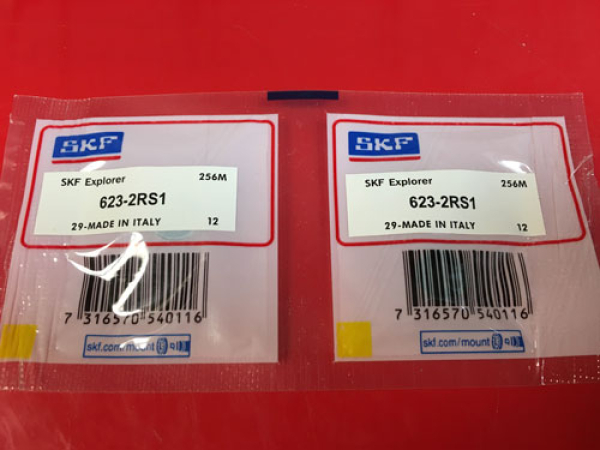 SKF
SKF Explorer 256M
623-2RS1
29-MADE IN ITALY 12
7 316570 540116
skf.com/mount
SKF
SKF Explorer 256M
623-2RS1
29-MADE IN ITALY 12
7 316570 540116
skf.com/mount